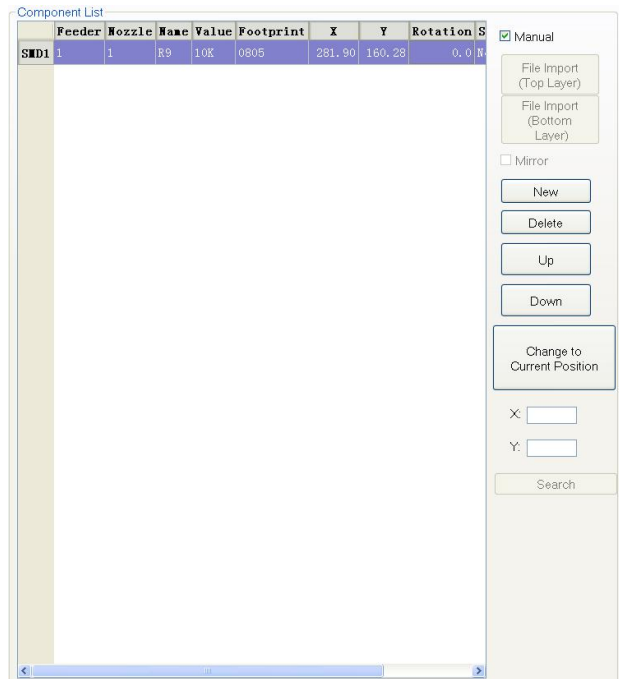 Component List
Feeder Nozzle Name Value Footprint X Y Rotation S
SMD1 1 1 R9 10K 0805 281.90 160.28 0.0 N
Manual
File Import
(Top Layer)
File Import
(Bottom
Layer)
Mirror
New
Delete
Up
Down
Change to
Current Position
X:
Y:
Search